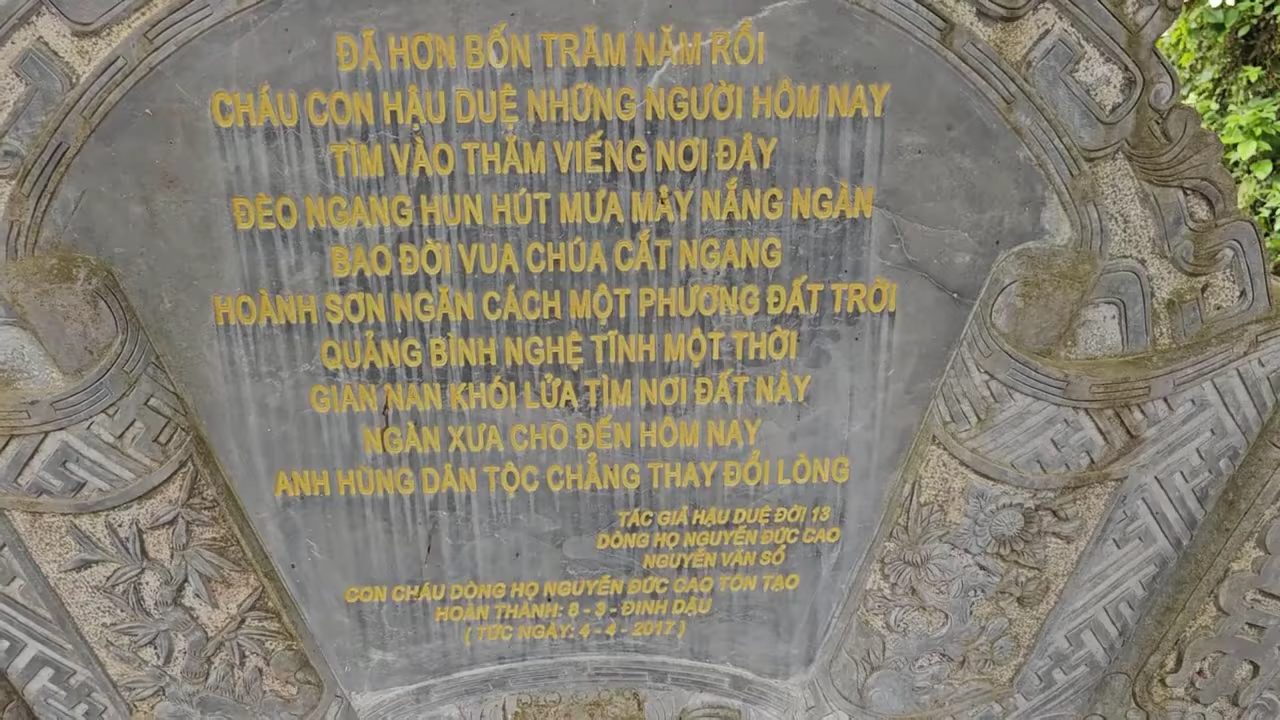 ĐÃ HƠN BỐN TRĂM NĂM RỒI
CHÁU CON HẬU DUỆ NHỮNG NGƯỜI HÔM NAY
TÌM VÀO THĂM VIẾNG NƠI ĐÂY
ĐÈO NGANG HUN HÚT MƯA MÂY NẮNG NGÀN
BAO ĐỜI VUA CHÚA CẮT NGANG
HOÀNH SƠN NGĂN CÁCH MỘT PHƯƠNG ĐẤT TRỜI
QUẢNG BÌNH NGHỆ TĨNH MỘT THỜI
GIAN NAN KHÓI LỬA TÌM NƠI ĐẤT NÀY
NGÀN XƯA CHO ĐẾN HÔM NAY
ANH HÙNG DÂN TỘC CHẲNG THAY ĐỔI LÒNG
TÁC GIẢ HẬU DUỆ ĐỜI 13
DÒNG HỌ NGUYỄN ĐỨC CAO
NGUYỄN VĂN SỔ
CON CHÁU DÒNG HỌ NGUYỄN ĐỨC CAO TÔN TẠO
HOÀN THÀNH: 8 - 3 - ĐINH DẬU
( TỨC NGÀY: 4 - 4 - 2017 )